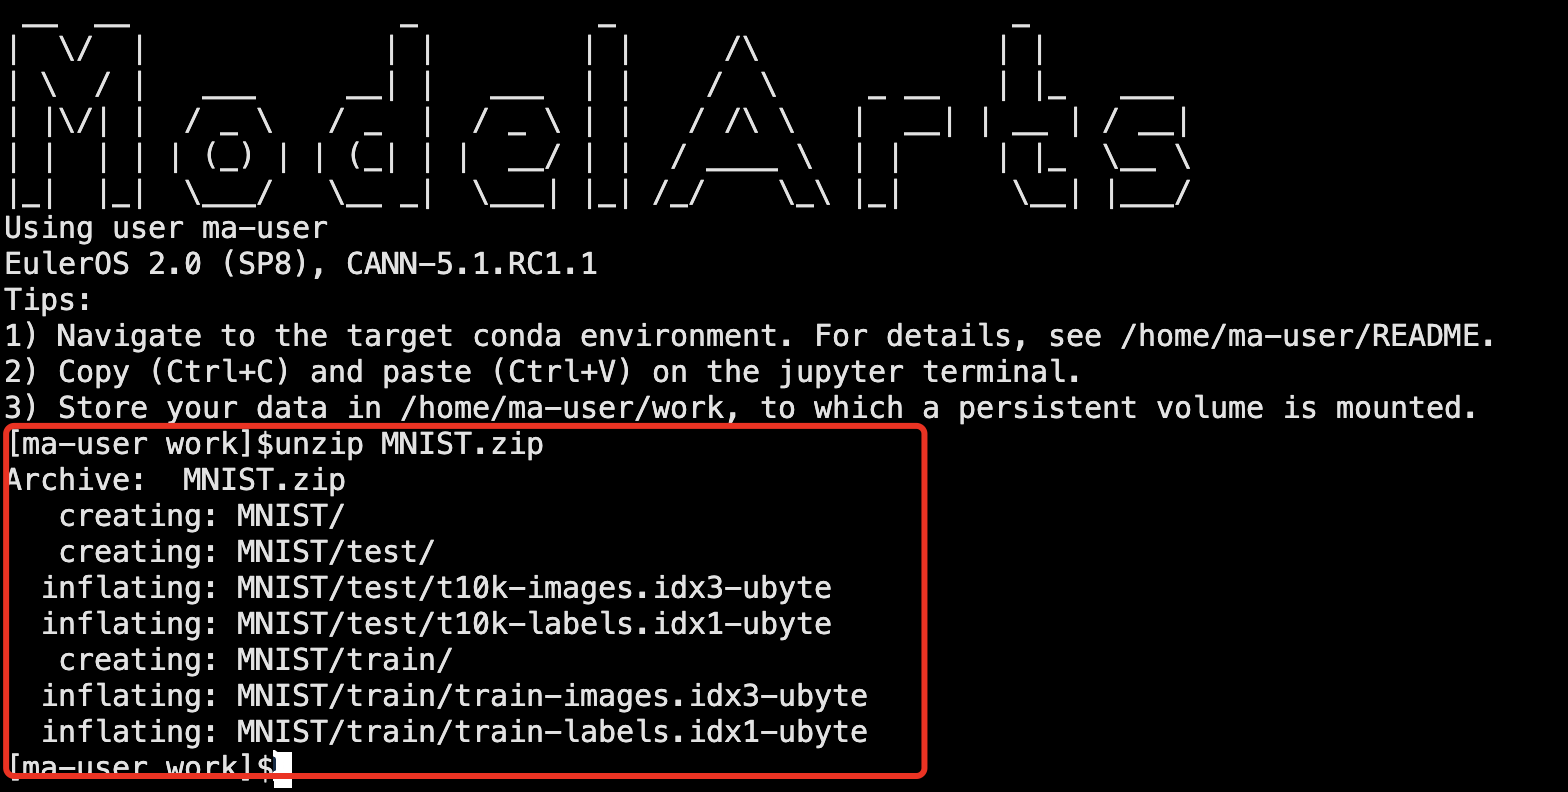 ModelArts
Using user ma-user
EulerOS 2.0 (SP8), CANN-5.1.RC1.1
Tips:
1) Navigate to the target conda environment. For details, see /home/ma-user/README.
2) Copy (Ctrl+C) and paste (Ctrl+V) on the jupyter terminal.
3) Store your data in /home/ma-user/work, to which a persistent volume is mounted.
[ma-user work]$unzip MNIST.zip
Archive:  MNIST.zip
   creating: MNIST/
   creating: MNIST/test/
  inflating: MNIST/test/t10k-images.idx3-ubyte
  inflating: MNIST/test/t10k-labels.idx1-ubyte
   creating: MNIST/train/
  inflating: MNIST/train/train-images.idx3-ubyte
  inflating: MNIST/train/train-labels.idx1-ubyte
[ma-user work]$